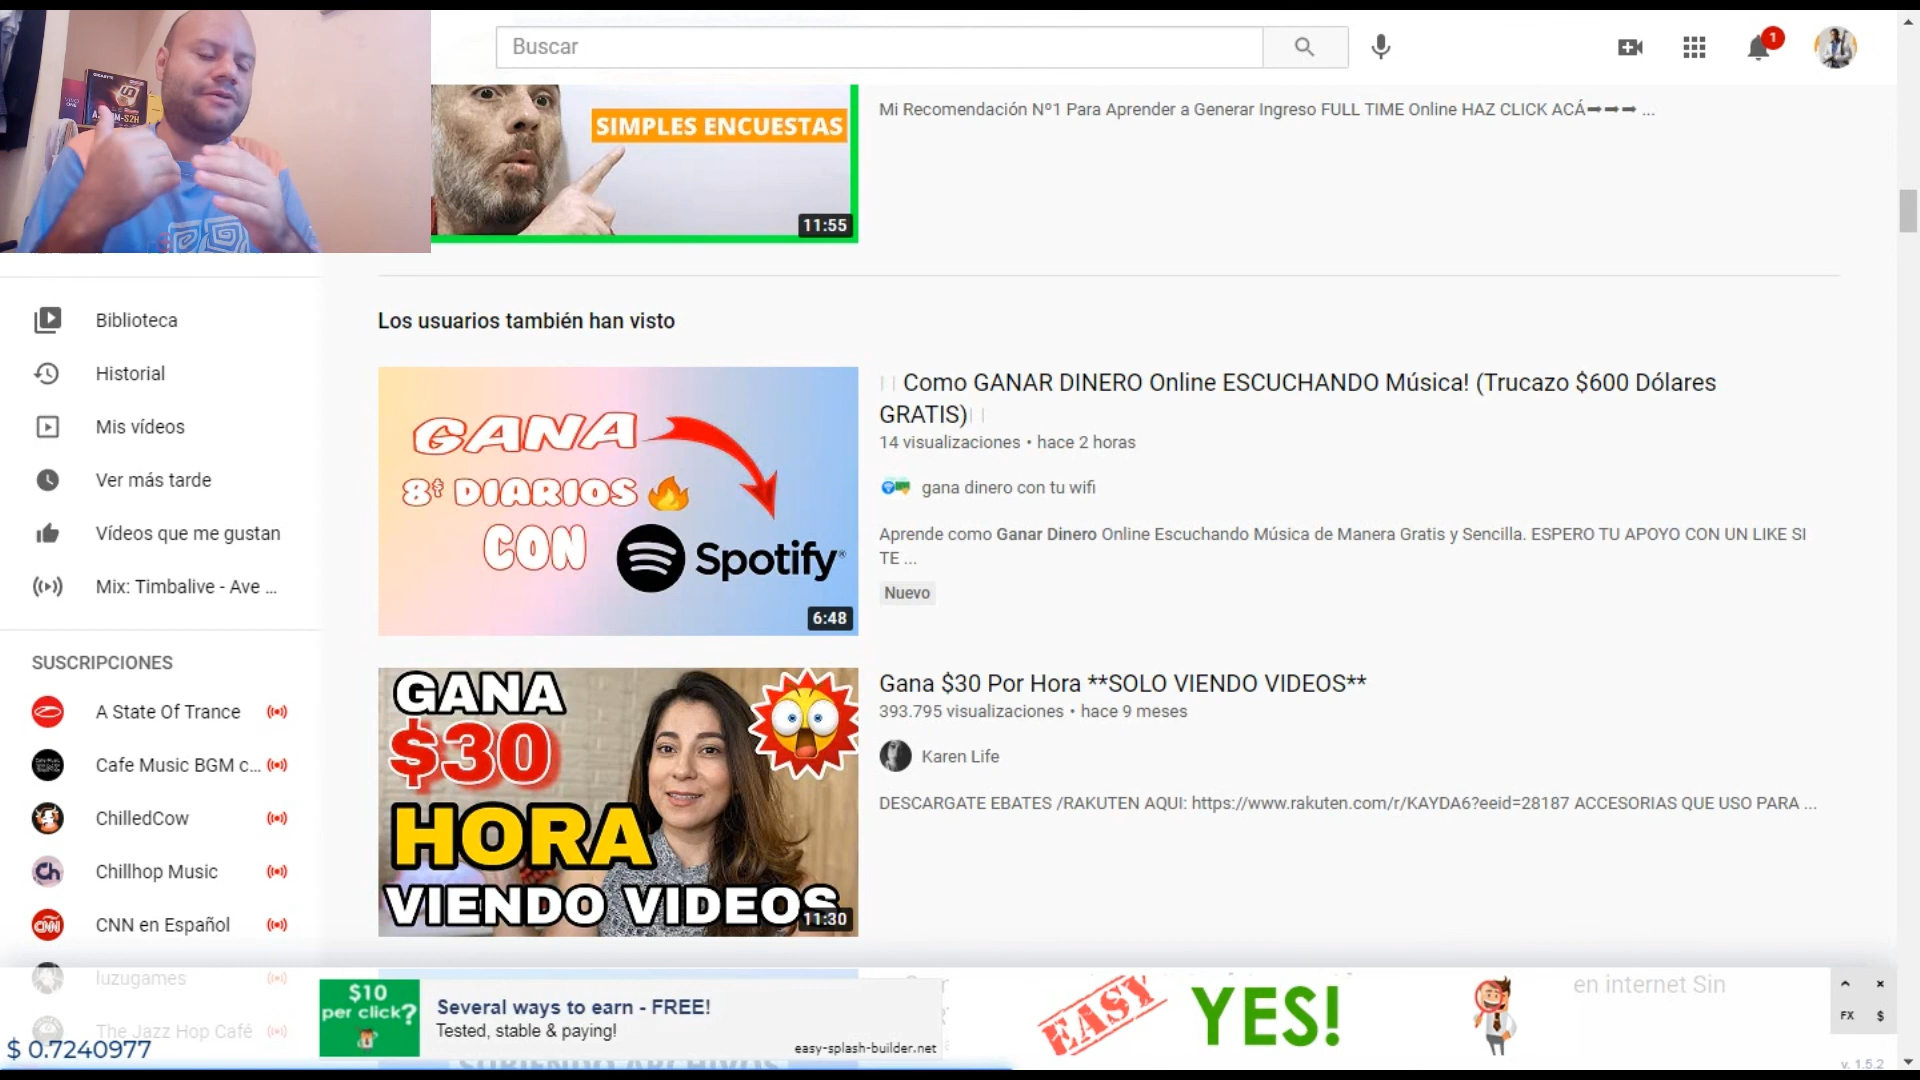 Buscar
1
GIGABYTE
SIMPLES ENCUESTAS
11:55
Mi Recomendación Nº1 Para Aprender a Generar Ingreso FULL TIME Online HAZ CLICK ACÁ➡➡➡ ...
Biblioteca
Historial
Mis vídeos
Ver más tarde
Vídeos que me gustan
Mix: Timbalive - Ave ...
SUSCRIPCIONES
A State Of Trance
Cafe Music BGM c...
ChilledCow
Chillhop Music
CNN en Español
luzugames
The Jazz Hop Café
$ 0.7240977
Los usuarios también han visto
GANA
8$ DIARIOS
CON
Spotify
6:48
Como GANAR DINERO Online ESCUCHANDO Música! (Trucazo $600 Dólares
GRATIS)
14 visualizaciones • hace 2 horas
gana dinero con tu wifi
Aprende como Ganar Dinero Online Escuchando Música de Manera Gratis y Sencilla. ESPERO TU APOYO CON UN LIKE SI
TE ...
Nuevo
GANA
$30
HORA
VIENDO VIDEOS
11:30
Gana $30 Por Hora **SOLO VIENDO VIDEOS**
393.795 visualizaciones • hace 9 meses
Karen Life
DESCARGATE EBATES /RAKUTEN AQUI: https://www.rakuten.com/r/KAYDA6?eeid=28187 ACCESORIAS QUE USO PARA ...
$10
per click?
Several ways to earn - FREE!
Tested, stable & paying!
easy-splash-builder.net
EASY
YES!
en internet Sin
FX $
v. 1.5.2
SUBIENDO ARCHIVOS